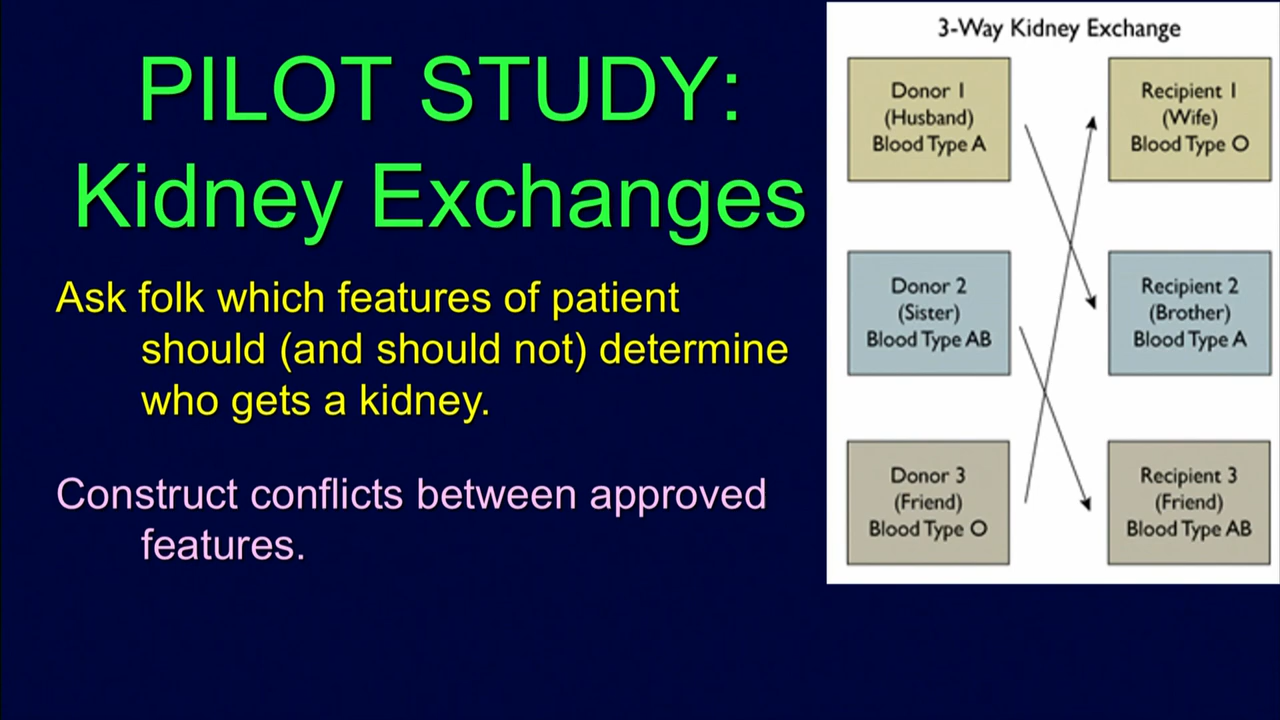 PILOT STUDY:
Kidney Exchanges
Ask folk which features of patient
should (and should not) determine
who gets a kidney.
Construct conflicts between approved
features.
3-Way Kidney Exchange
Donor 1
(Husband)
Blood Type A
Recipient 1
(Wife)
Blood Type O
Donor 2
(Sister)
Blood Type AB
Recipient 2
(Brother)
Blood Type A
Donor 3
(Friend)
Blood Type O
Recipient 3
(Friend)
Blood Type AB